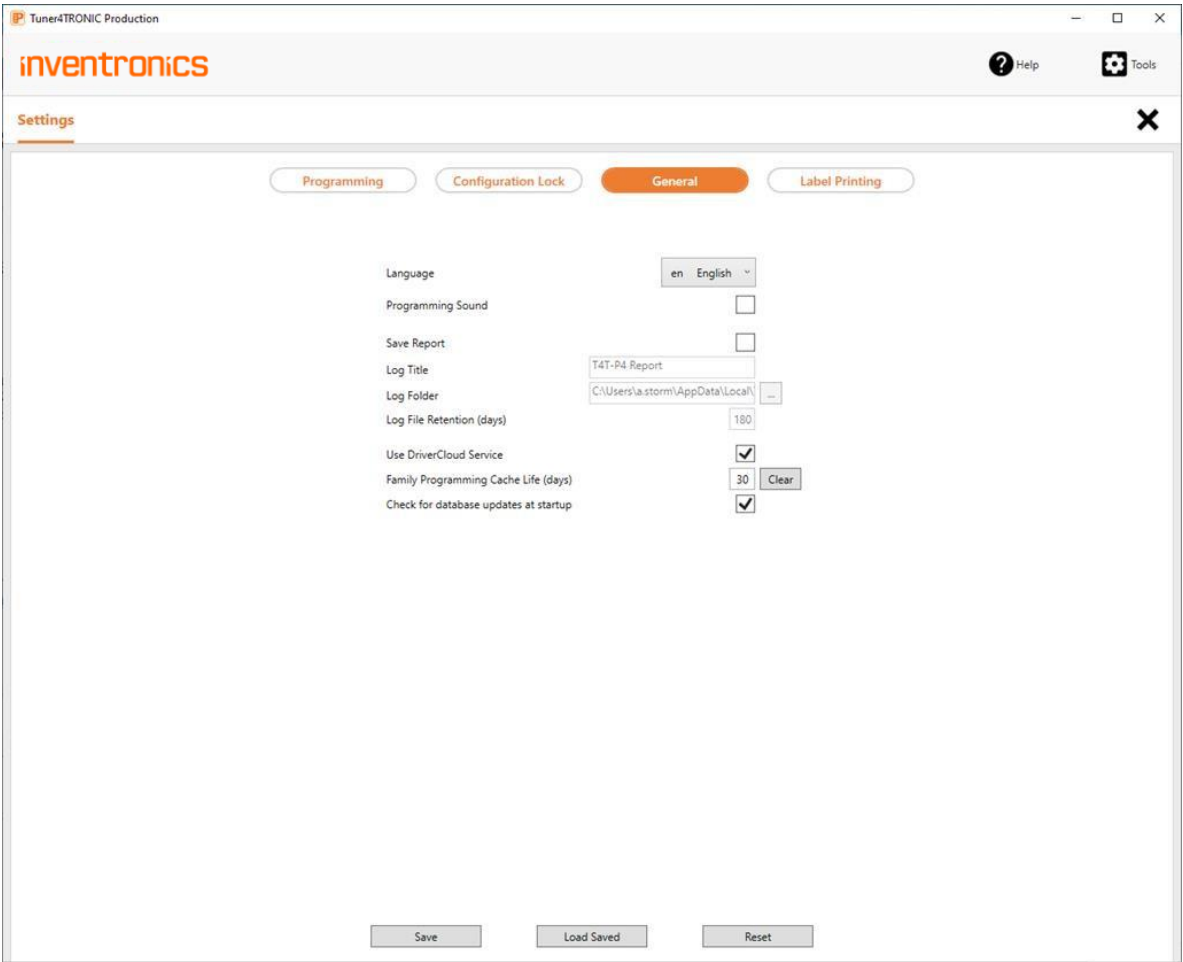 Tuner4TRONIC Production
inventronics
Help
Tools
Settings
Programming
Configuration Lock
General
Label Printing
Language en English
Programming Sound
Save Report
Log Title T4T-P4 Report
Log Folder C:\Users\a.storm\AppData\Local\ ...
Log File Retention (days) 180
Use DriverCloud Service
Family Programming Cache Life (days) 30 Clear
Check for database updates at startup
Save
Load Saved
Reset